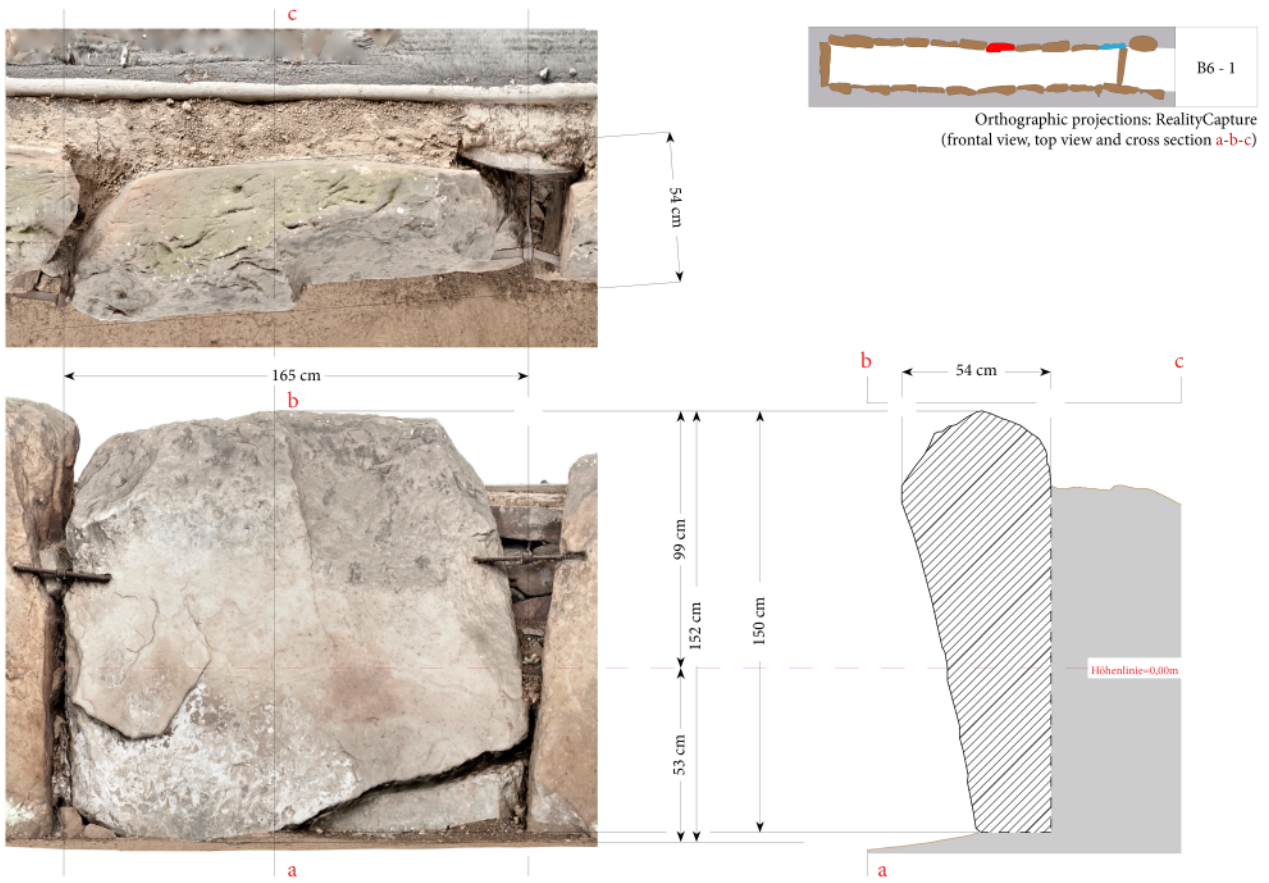 c
B6 - 1
Orthographic projections: RealityCapture
(frontal view, top view and cross section a-b-c)
54 cm
165 cm
b
b
c
54 cm
99 cm
152 cm
150 cm
Höhenlinie=0,00m
53 cm
a
a